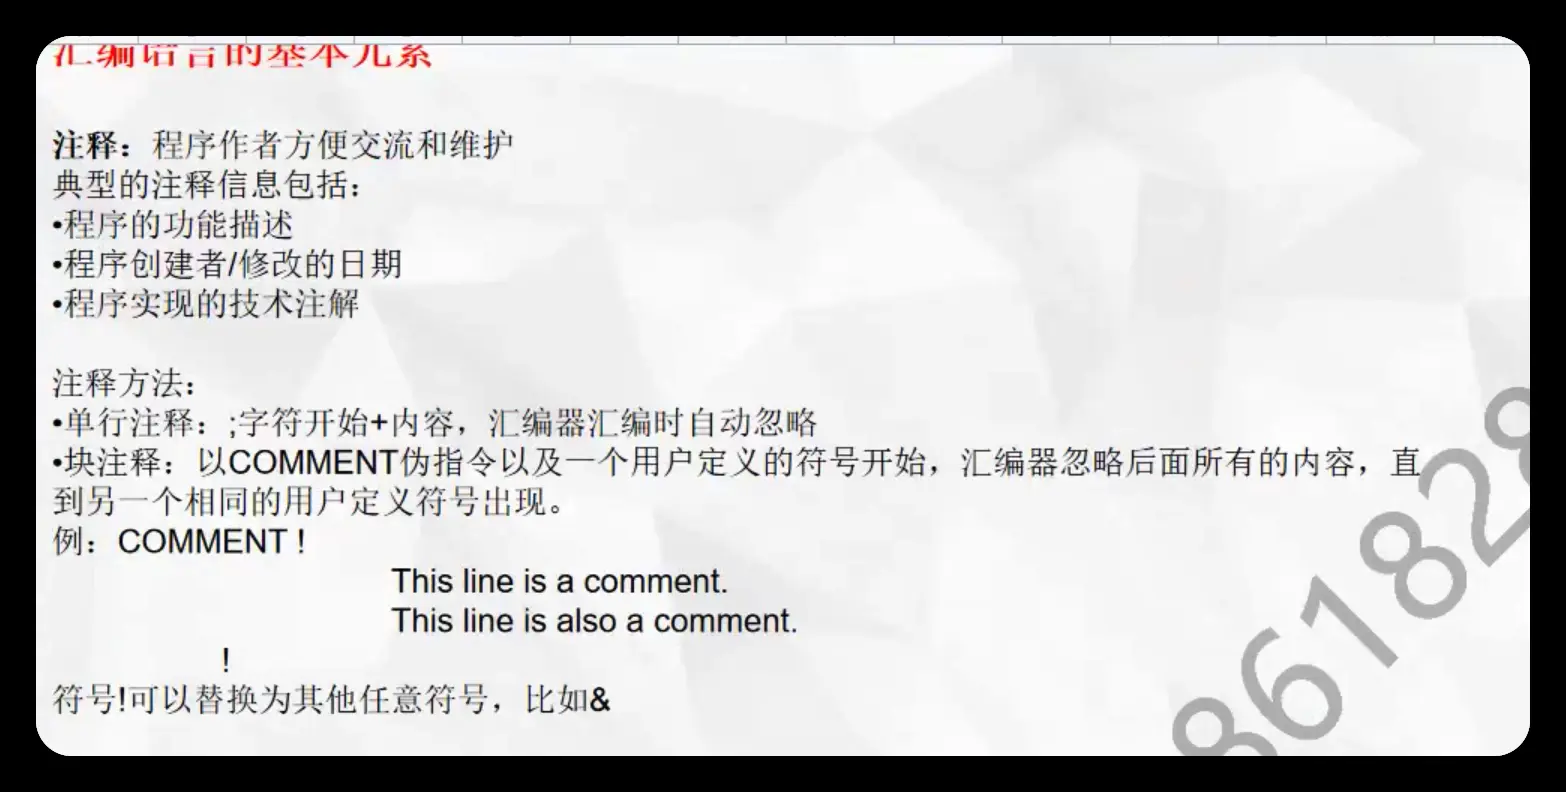 汇编语言的基本元素
注释：程序作者方便交流和维护
典型的注释信息包括：
•程序的功能描述
•程序创建者/修改的日期
•程序实现的技术注解
注释方法：
•单行注释：;字符开始+内容，汇编器汇编时自动忽略
•块注释：以COMMENT伪指令以及一个用户定义的符号开始，汇编器忽略后面所有的内容，直
到另一个相同的用户定义符号出现。
例：COMMENT !
This line is a comment.
This line is also a comment.
!
符号!可以替换为其他任意符号，比如&
861828